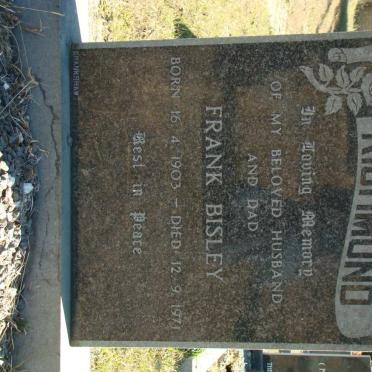 RICHMOND
In Loving Memory
OF MY BELOVED HUSBAND
AND DAD
FRANK BISLEY
BORN 16.4.1903 – DIED 12.9.1971
Rest in Peace